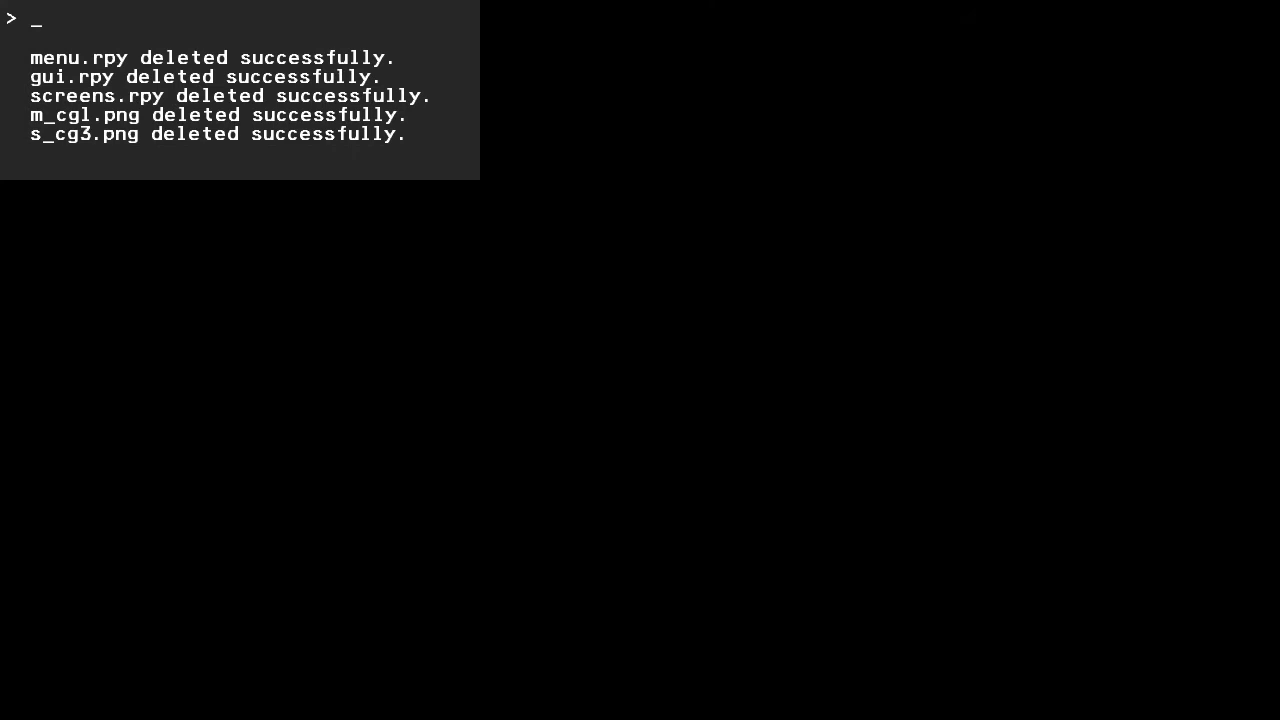 > _
menu.rpy deleted successfully.
gui.rpy deleted successfully.
screens.rpy deleted successfully.
m_cg1.png deleted successfully.
s_cg3.png deleted successfully.